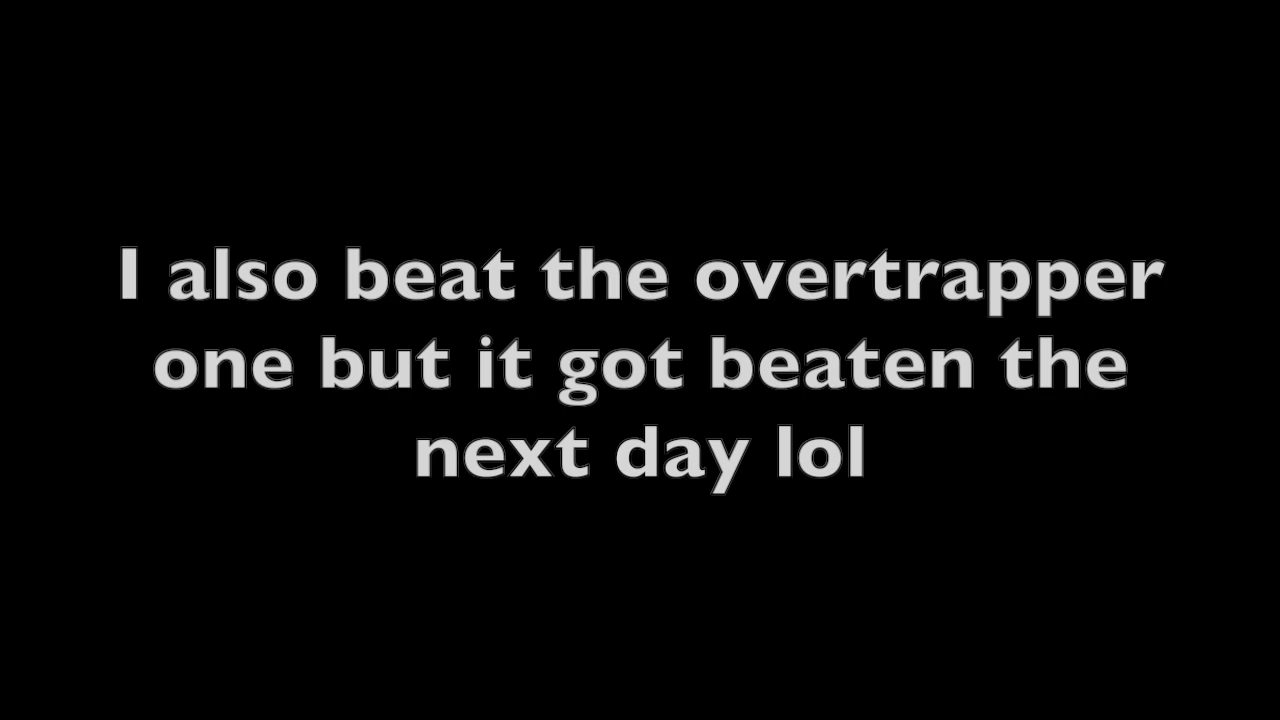 I also beat the overtrapper
one but it got beaten the
next day lol